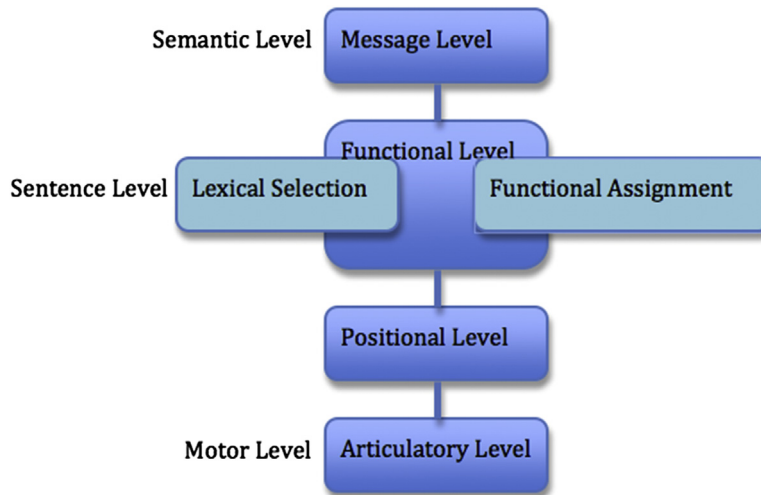 Semantic Level
Message Level
Functional Level
Sentence Level
Lexical Selection
Functional Assignment
Positional Level
Motor Level
Articulatory Level